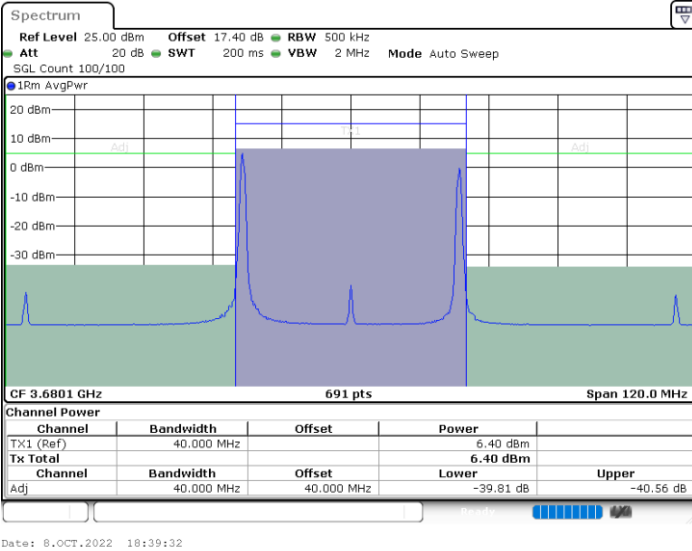 Spectrum
Ref Level 25.00 dBm Offset 17.40 dB RBW 500 kHz
Att 20 dB SWT 200 ms VBW 2 MHz Mode Auto Sweep
SGL Count 100/100
1Rm AvgPwr
20 dBm
TX1
10 dBm
Adj Adj
0 dBm
-10 dBm
-20 dBm
-30 dBm
CF 3.6801 GHz 691 pts Span 120.0 MHz
Channel Power
Channel Bandwidth Offset Power
TX1 (Ref) 40.000 MHz 6.40 dBm
Tx Total 6.40 dBm
Channel Bandwidth Offset Lower Upper
Adj 40.000 MHz 40.000 MHz -39.81 dB -40.56 dB
Ready
Date: 8.OCT.2022 18:39:32